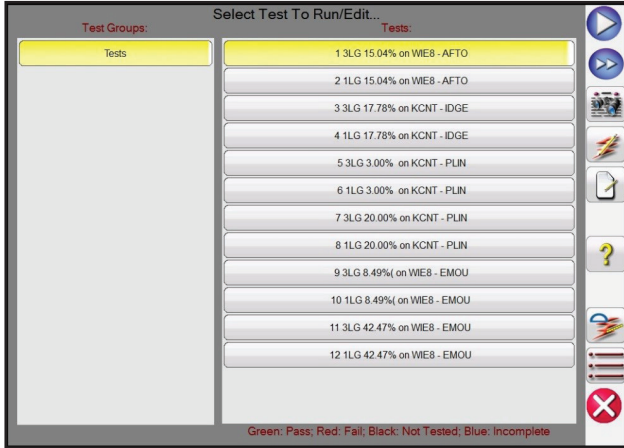 Select Test To Run/Edit...
Test Groups:
Tests:
Tests
1 3LG 15.04% on WIE8 - AFTO
2 1LG 15.04% on WIE8 - AFTO
3 3LG 17.78% on KCNT - IDGE
4 1LG 17.78% on KCNT - IDGE
5 3LG 3.00% on KCNT - PLIN
6 1LG 3.00% on KCNT - PLIN
7 3LG 20.00% on KCNT - PLIN
8 1LG 20.00% on KCNT - PLIN
9 3LG 8.49%( on WIE8 - EMOU
10 1LG 8.49%( on WIE8 - EMOU
11 3LG 42.47% on WIE8 - EMOU
12 1LG 42.47% on WIE8 - EMOU
Green: Pass; Red: Fail; Black: Not Tested; Blue: Incomplete